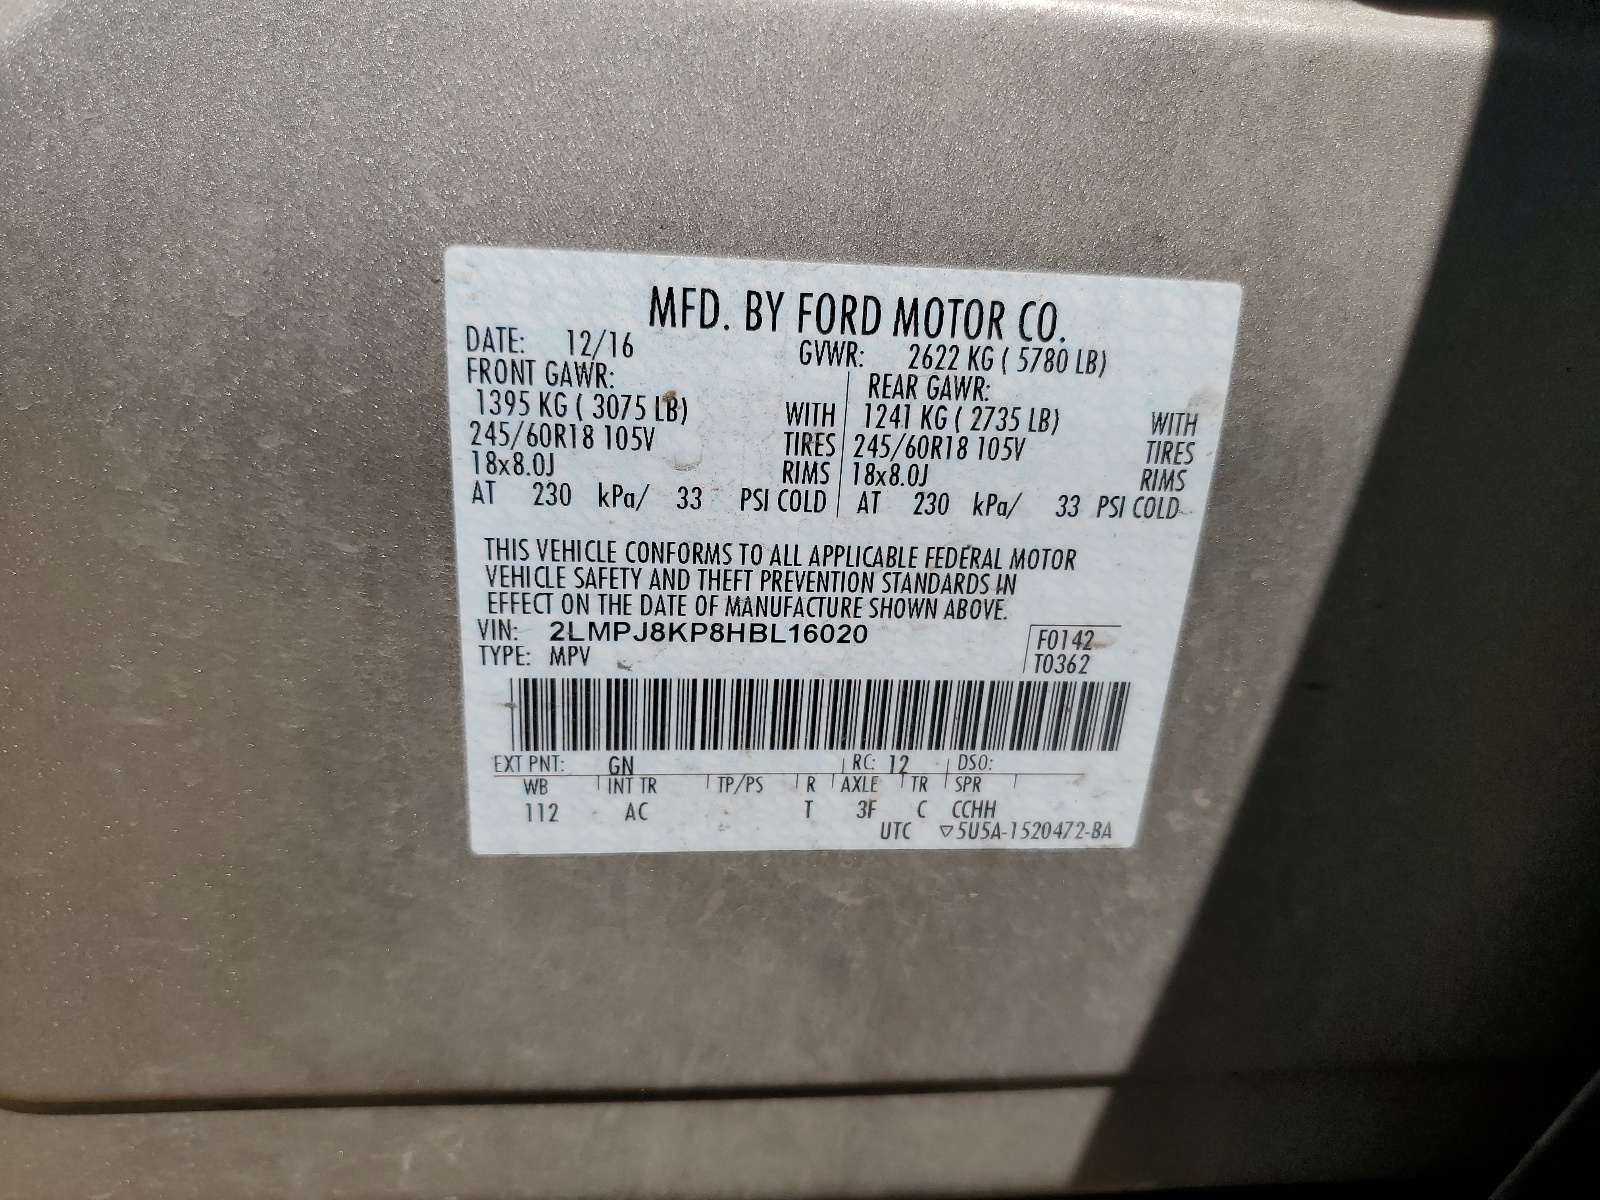 MFD. BY FORD MOTOR CO.
DATE: 12/16 GVWR: 2622 KG ( 5780 LB)
FRONT GAWR: REAR GAWR:
1395 KG ( 3075 LB) WITH 1241 KG ( 2735 LB) WITH
245/60R18 105V TIRES 245/60R18 105V TIRES
18x8.0J RIMS 18x8.0J RIMS
AT 230 kPa/ 33 PSI COLD AT 230 kPa/ 33 PSI COLD
THIS VEHICLE CONFORMS TO ALL APPLICABLE FEDERAL MOTOR
VEHICLE SAFETY AND THEFT PREVENTION STANDARDS IN
EFFECT ON THE DATE OF MANUFACTURE SHOWN ABOVE.
VIN: 2LMPJ8KP8HBL16020 F0142
TYPE: MPV T0362
EXT PNT: GN RC: 12 DSO:
WB INT TR TP/PS R AXLE TR SPR
112 AC T 3F C CCHH
UTC ▽5U5A-1520472-BA